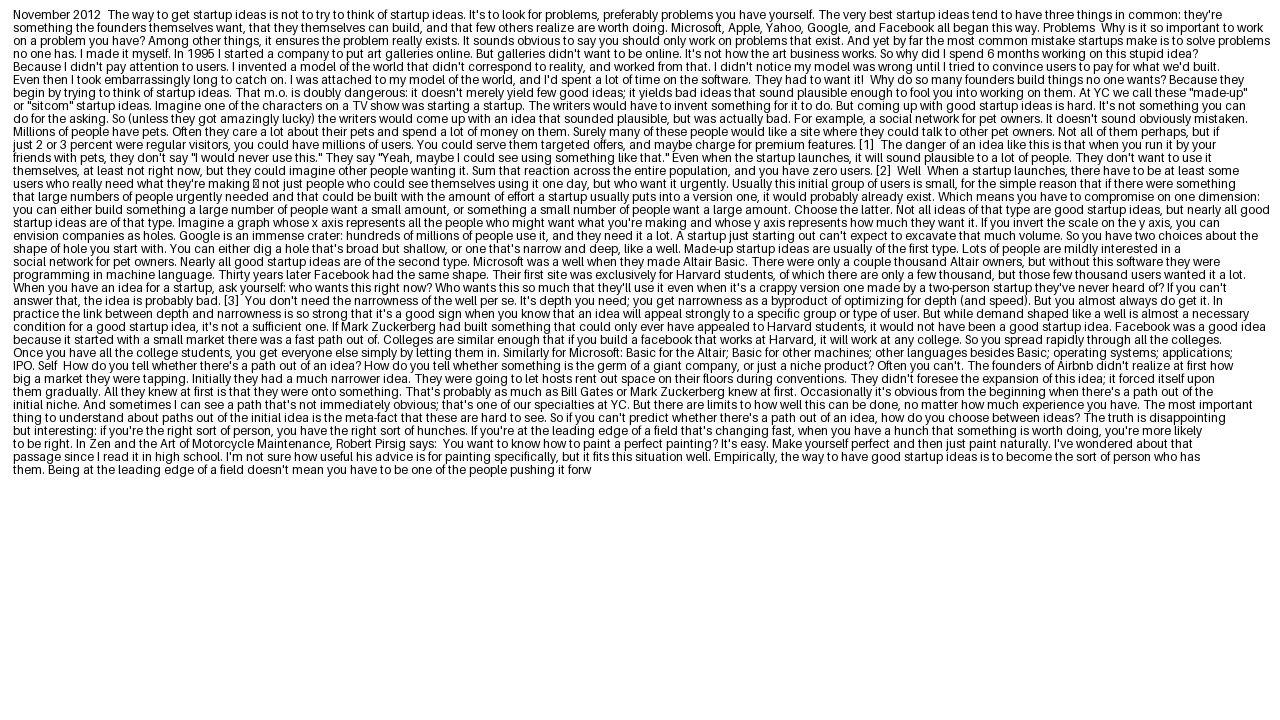 November 2012  The way to get startup ideas is not to try to think of startup ideas. It's to look for problems, preferably problems you have yourself. The very best startup ideas tend to have three things in common: they're
something the founders themselves want, that they themselves can build, and that few others realize are worth doing. Microsoft, Apple, Yahoo, Google, and Facebook all began this way. Problems  Why is it so important to work
on a problem you have? Among other things, it ensures the problem really exists. It sounds obvious to say you should only work on problems that exist. And yet by far the most common mistake startups make is to solve problems
no one has. I made it myself. In 1995 I started a company to put art galleries online. But galleries didn't want to be online. It's not how the art business works. So why did I spend 6 months working on this stupid idea?
Because I didn't pay attention to users. I invented a model of the world that didn't correspond to reality, and worked from that. I didn't notice my model was wrong until I tried to convince users to pay for what we'd built.
Even then I took embarrassingly long to catch on. I was attached to my model of the world, and I'd spent a lot of time on the software. They had to want it!  Why do so many founders build things no one wants? Because they
begin by trying to think of startup ideas. That m.o. is doubly dangerous: it doesn't merely yield few good ideas; it yields bad ideas that sound plausible enough to fool you into working on them. At YC we call these "made-up"
or "sitcom" startup ideas. Imagine one of the characters on a TV show was starting a startup. The writers would have to invent something for it to do. But coming up with good startup ideas is hard. It's not something you can
do for the asking. So (unless they got amazingly lucky) the writers would come up with an idea that sounded plausible, but was actually bad. For example, a social network for pet owners. It doesn't sound obviously mistaken.
Millions of people have pets. Often they care a lot about their pets and spend a lot of money on them. Surely many of these people would like a site where they could talk to other pet owners. Not all of them perhaps, but if
just 2 or 3 percent were regular visitors, you could have millions of users. You could serve them targeted offers, and maybe charge for premium features. [1]  The danger of an idea like this is that when you run it by your
friends with pets, they don't say "I would never use this." They say "Yeah, maybe I could see using something like that." Even when the startup launches, it will sound plausible to a lot of people. They don't want to use it
themselves, at least not right now, but they could imagine other people wanting it. Sum that reaction across the entire population, and you have zero users. [2]  Well  When a startup launches, there have to be at least some
users who really need what they're making not just people who could see themselves using it one day, but who want it urgently. Usually this initial group of users is small, for the simple reason that if there were something
that large numbers of people urgently needed and that could be built with the amount of effort a startup usually puts into a version one, it would probably already exist. Which means you have to compromise on one dimension:
you can either build something a large number of people want a small amount, or something a small number of people want a large amount. Choose the latter. Not all ideas of that type are good startup ideas, but nearly all good
startup ideas are of that type. Imagine a graph whose x axis represents all the people who might want what you're making and whose y axis represents how much they want it. If you invert the scale on the y axis, you can
envision companies as holes. Google is an immense crater: hundreds of millions of people use it, and they need it a lot. A startup just starting out can't expect to excavate that much volume. So you have two choices about the
shape of hole you start with. You can either dig a hole that's broad but shallow, or one that's narrow and deep, like a well. Made-up startup ideas are usually of the first type. Lots of people are mildly interested in a
social network for pet owners. Nearly all good startup ideas are of the second type. Microsoft was a well when they made Altair Basic. There were only a couple thousand Altair owners, but without this software they were
programming in machine language. Thirty years later Facebook had the same shape. Their first site was exclusively for Harvard students, of which there are only a few thousand, but those few thousand users wanted it a lot.
When you have an idea for a startup, ask yourself: who wants this right now? Who wants this so much that they'll use it even when it's a crappy version one made by a two-person startup they've never heard of? If you can't
answer that, the idea is probably bad. [3]  You don't need the narrowness of the well per se. It's depth you need; you get narrowness as a byproduct of optimizing for depth (and speed). But you almost always do get it. In
practice the link between depth and narrowness is so strong that it's a good sign when you know that an idea will appeal strongly to a specific group or type of user. But while demand shaped like a well is almost a necessary
condition for a good startup idea, it's not a sufficient one. If Mark Zuckerberg had built something that could only ever have appealed to Harvard students, it would not have been a good startup idea. Facebook was a good idea
because it started with a small market there was a fast path out of. Colleges are similar enough that if you build a facebook that works at Harvard, it will work at any college. So you spread rapidly through all the colleges.
Once you have all the college students, you get everyone else simply by letting them in. Similarly for Microsoft: Basic for the Altair; Basic for other machines; other languages besides Basic; operating systems; applications;
IPO. Self  How do you tell whether there's a path out of an idea? How do you tell whether something is the germ of a giant company, or just a niche product? Often you can't. The founders of Airbnb didn't realize at first how
big a market they were tapping. Initially they had a much narrower idea. They were going to let hosts rent out space on their floors during conventions. They didn't foresee the expansion of this idea; it forced itself upon
them gradually. All they knew at first is that they were onto something. That's probably as much as Bill Gates or Mark Zuckerberg knew at first. Occasionally it's obvious from the beginning when there's a path out of the
initial niche. And sometimes I can see a path that's not immediately obvious; that's one of our specialties at YC. But there are limits to how well this can be done, no matter how much experience you have. The most important
thing to understand about paths out of the initial idea is the meta-fact that these are hard to see. So if you can't predict whether there's a path out of an idea, how do you choose between ideas? The truth is disappointing
but interesting: if you're the right sort of person, you have the right sort of hunches. If you're at the leading edge of a field that's changing fast, when you have a hunch that something is worth doing, you're more likely
to be right. In Zen and the Art of Motorcycle Maintenance, Robert Pirsig says:  You want to know how to paint a perfect painting? It's easy. Make yourself perfect and then just paint naturally. I've wondered about that
passage since I read it in high school. I'm not sure how useful his advice is for painting specifically, but it fits this situation well. Empirically, the way to have good startup ideas is to become the sort of person who has
them. Being at the leading edge of a field doesn't mean you have to be one of the people pushing it forw